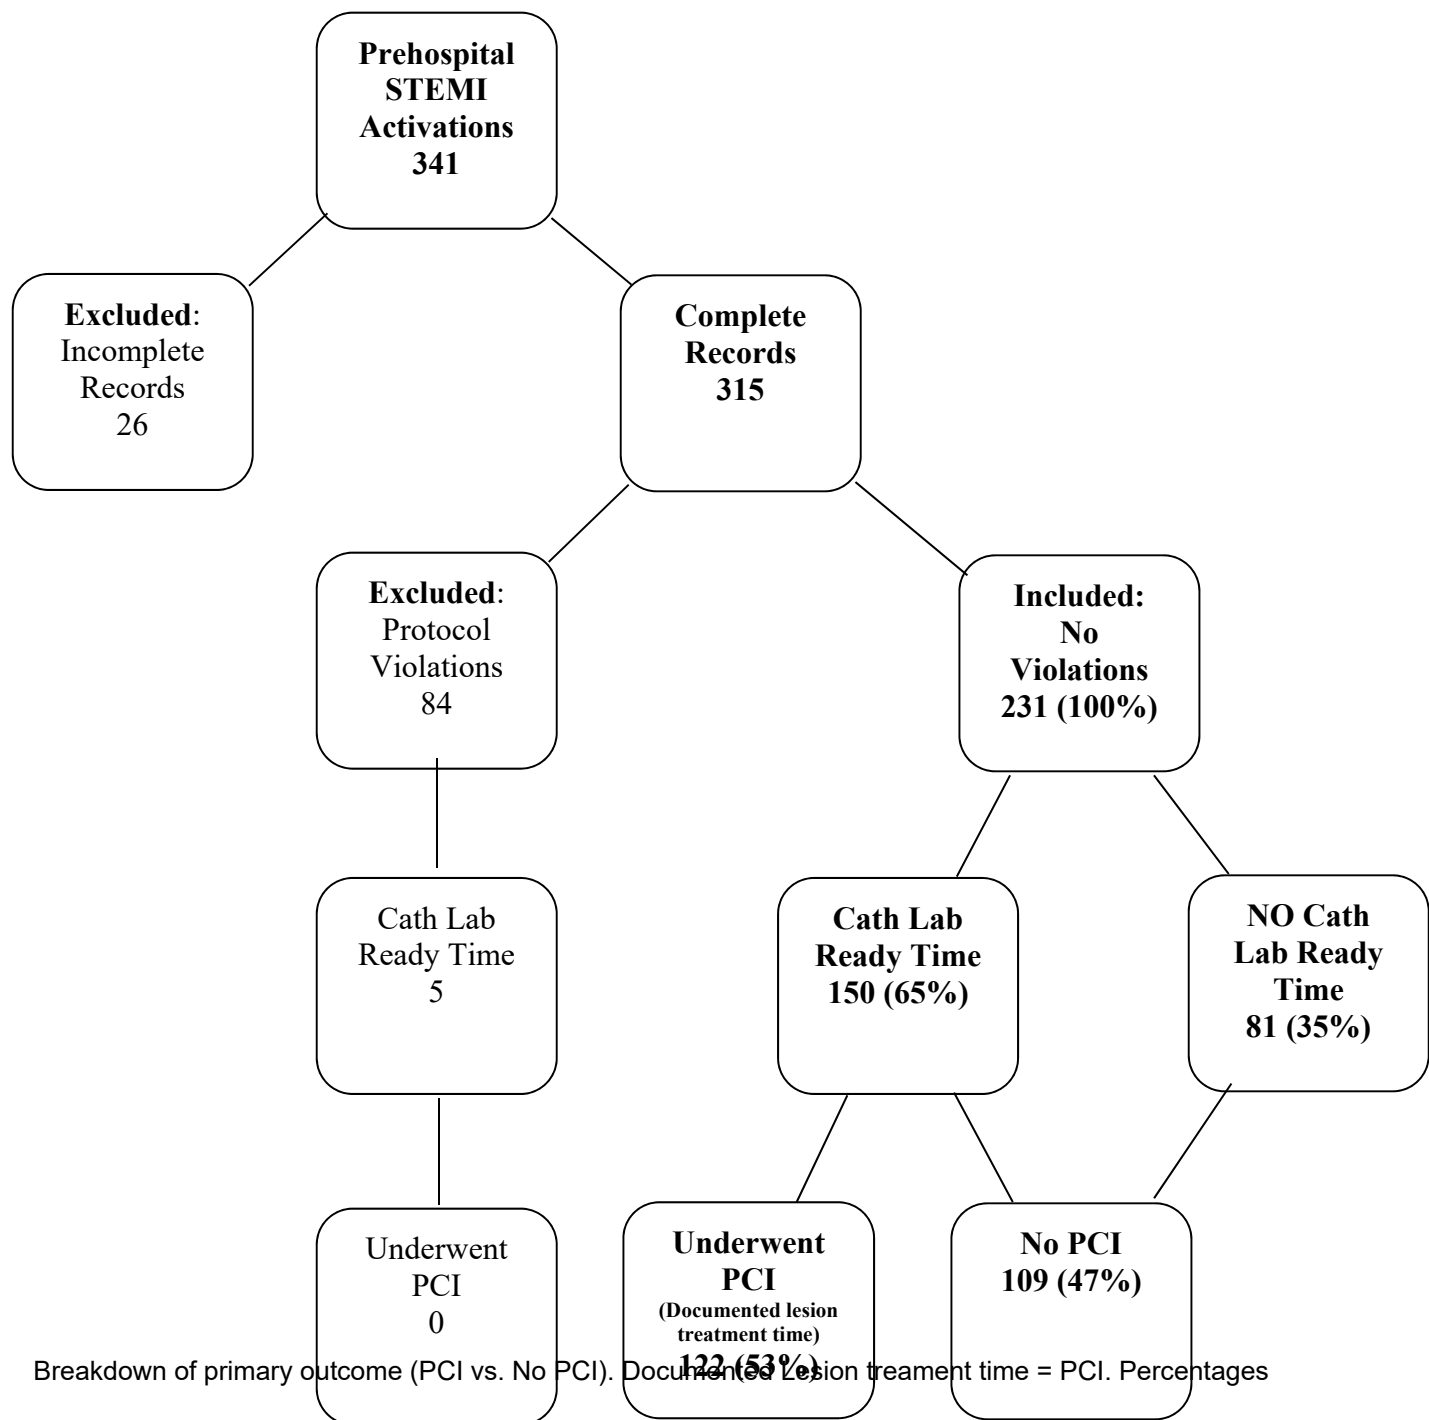 Prehospital
STEMI
Activations
341
Excluded:
Incomplete
Records
26
Complete
Records
315
Excluded:
Protocol
Violations
84
Included:
No
Violations
231 (100%)
Cath Lab
Ready Time
5
Cath Lab
Ready Time
150 (65%)
NO Cath
Lab Ready
Time
81 (35%)
Underwent
PCI
0
Underwent
PCI
(Documented lesion
treatment time)
122 (53%)
No PCI
109 (47%)
Breakdown of primary outcome (PCI vs. No PCI). Documented Lesion treament time = PCI. Percentages